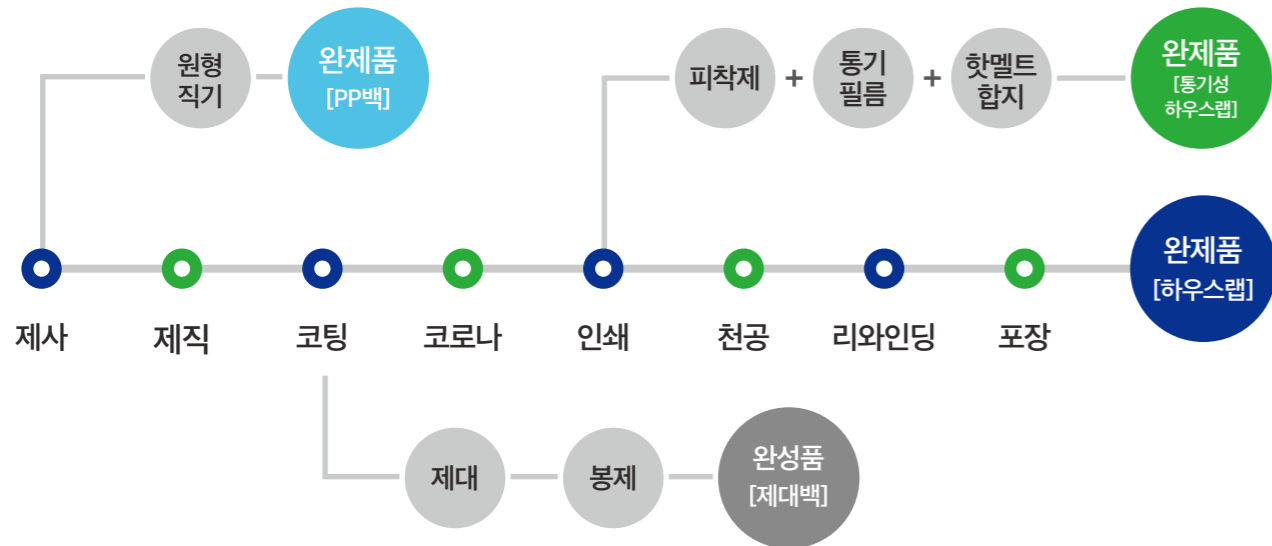 원형
직기
완제품
[PP백]
피착제
+
통기
필름
+
핫멜트
합지
완제품
[통기성
하우스랩]
제사
제직
코팅
코로나
인쇄
천공
리와인딩
포장
완제품
[하우스랩]
제대
봉제
완성품
[제대백]